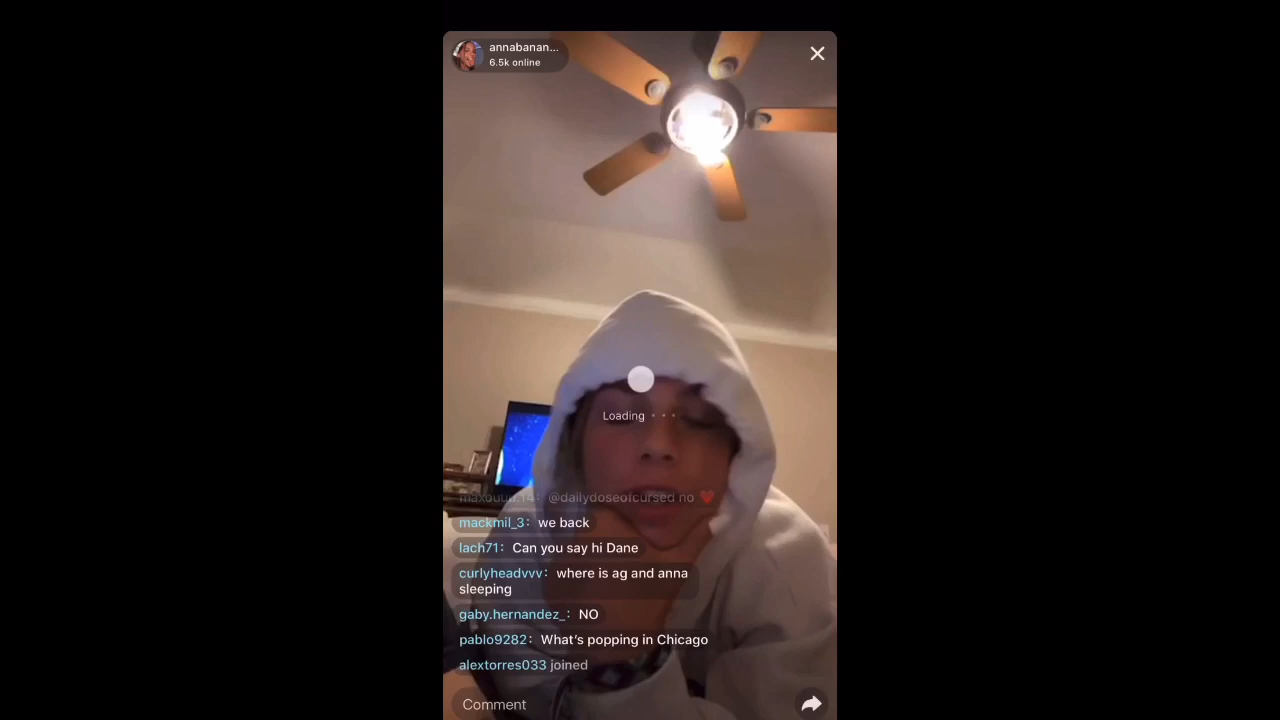 annabanan...
6.5k online
Loading
@dailydoseofcursed no ❤️
mackmil_3: we back
lach71: Can you say hi Dane
curlyheadvvv: where is ag and anna
sleeping
gaby.hernandez_: NO
pablo9282: What's popping in Chicago
alextorres033 joined
Comment